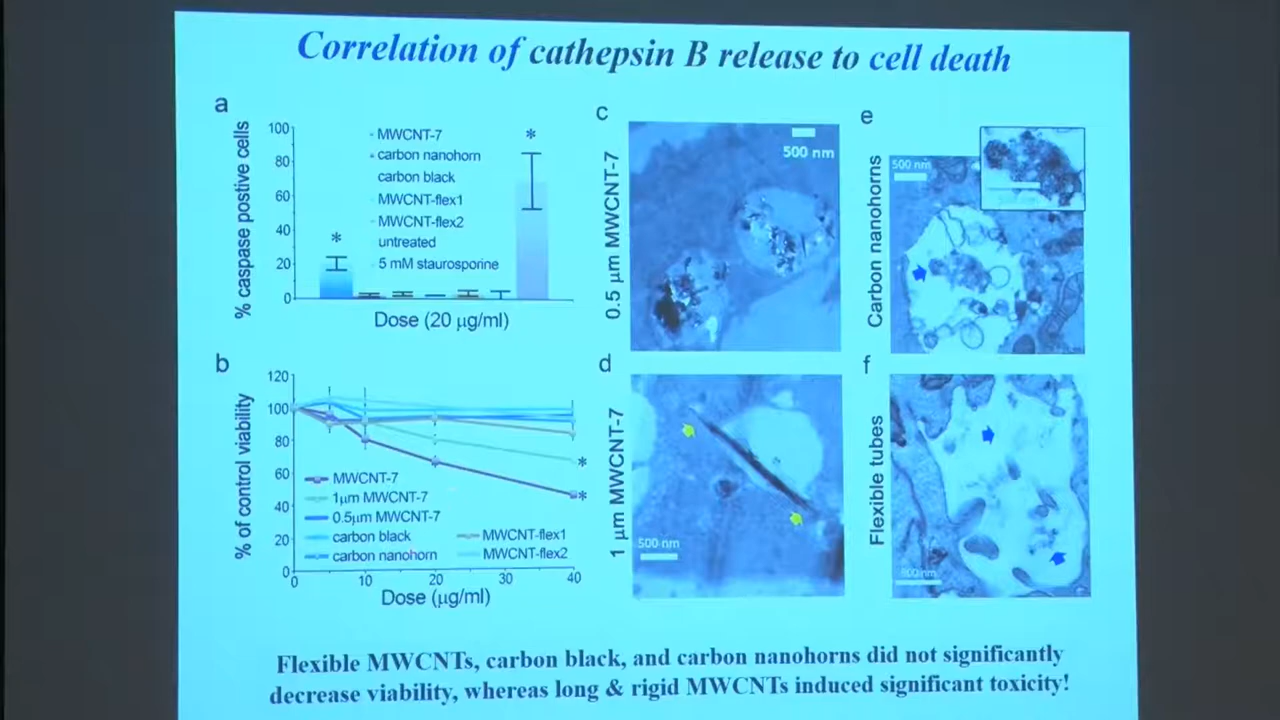 Correlation of cathepsin B release to cell death
a
% caspase postive cells
100
80
60
40
20
0
MWCNT-7
carbon nanohorn
carbon black
MWCNT-flex1
MWCNT-flex2
untreated
5 mM staurosporine
*
*
Dose (20 µg/ml)
b
% of control viability
120
100
80
60
40
20
0
MWCNT-7
1µm MWCNT-7
0.5µm MWCNT-7
carbon black
carbon nanohorn
MWCNT-flex1
MWCNT-flex2
*
*
0 10 20 30 40
Dose (µg/ml)
c
0.5 µm MWCNT-7
500 nm
d
1 µm MWCNT-7
500 nm
e
Carbon nanohorns
500 nm
f
Flexible tubes
nm
Flexible MWCNTs, carbon black, and carbon nanohorns did not significantly
decrease viability, whereas long & rigid MWCNTs induced significant toxicity!